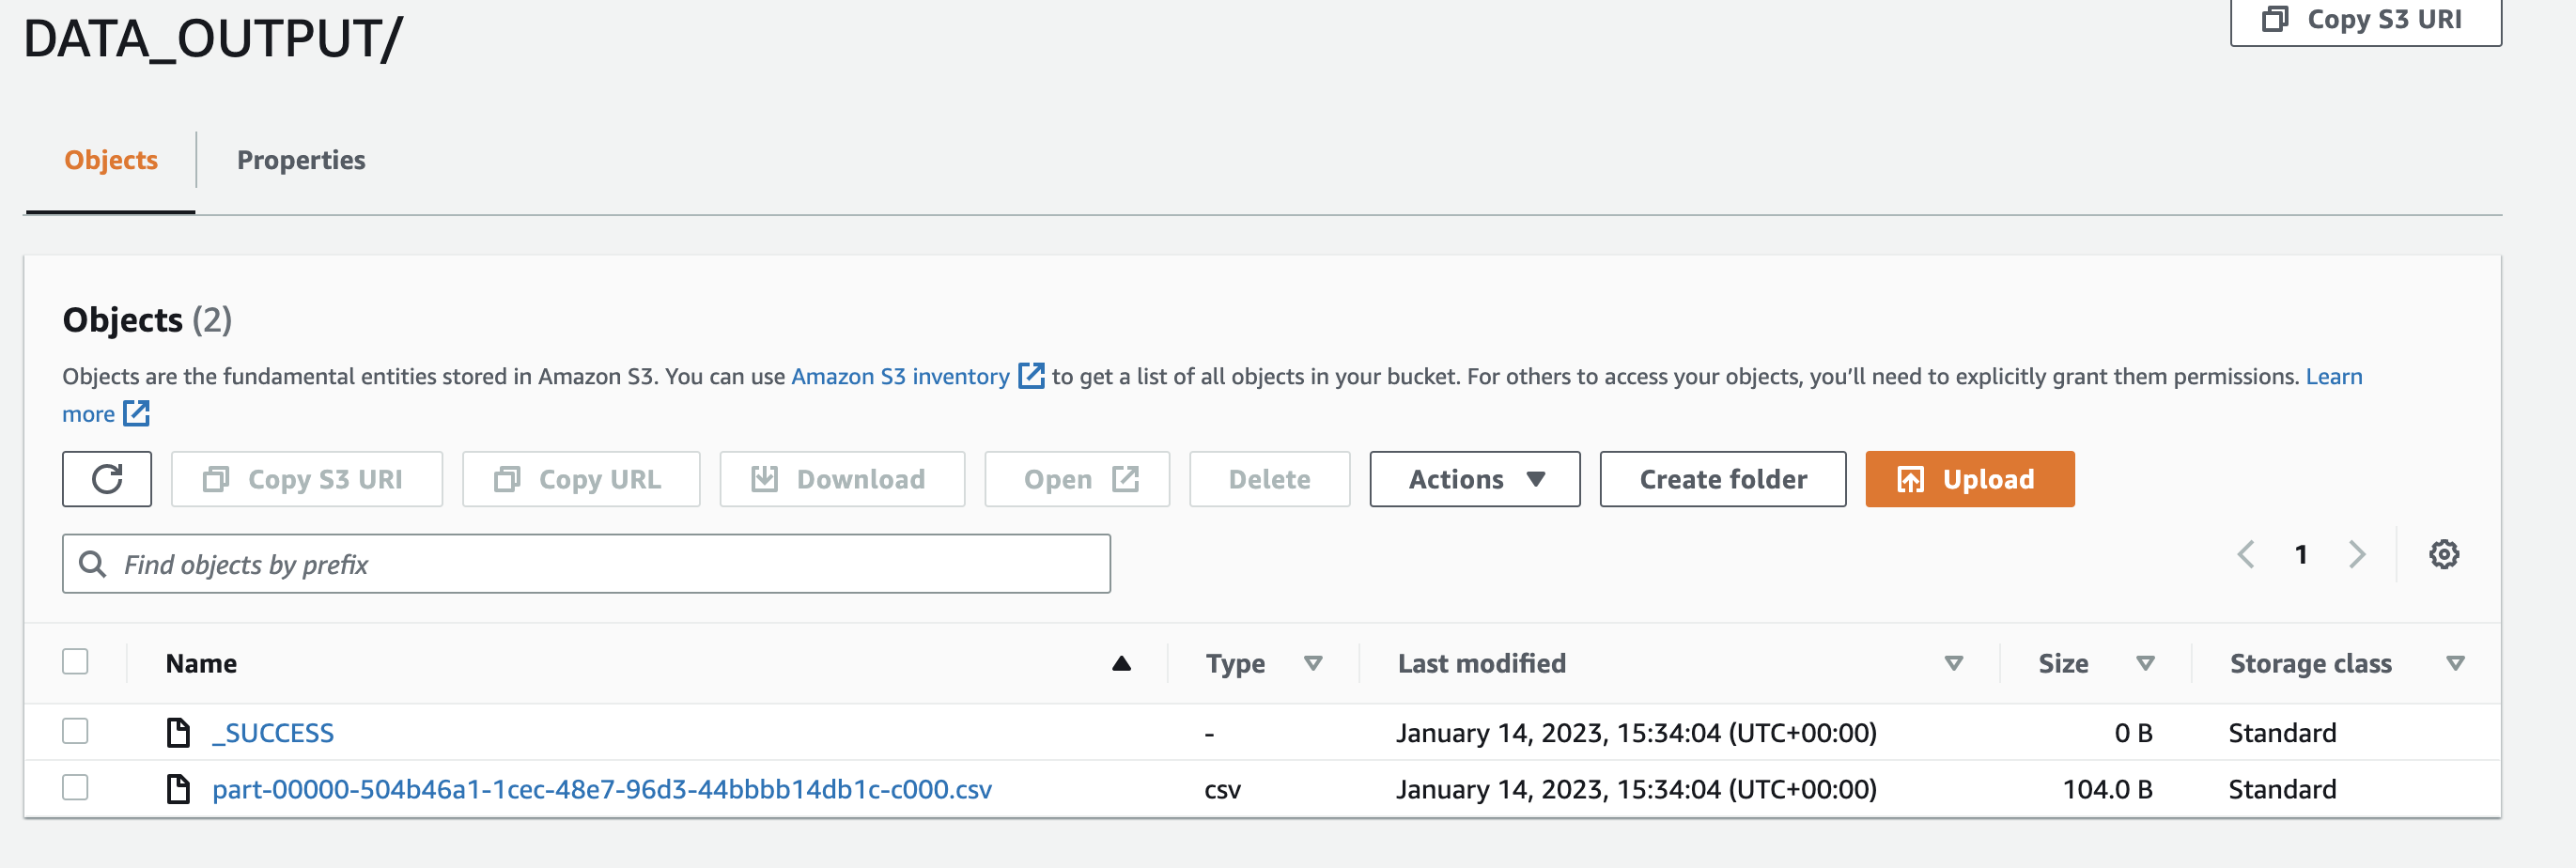 DATA_OUTPUT/
Copy S3 URI
Objects
Properties
Objects (2)
Objects are the fundamental entities stored in Amazon S3. You can use Amazon S3 inventory to get a list of all objects in your bucket. For others to access your objects, you’ll need to explicitly grant them permissions. Learn
more
Copy S3 URI Copy URL Download Open Delete Actions Create folder Upload
Find objects by prefix
1
Name Type Last modified Size Storage class
_SUCCESS - January 14, 2023, 15:34:04 (UTC+00:00) 0 B Standard
part-00000-504b46a1-1cec-48e7-96d3-44bbbb14db1c-c000.csv csv January 14, 2023, 15:34:04 (UTC+00:00) 104.0 B Standard